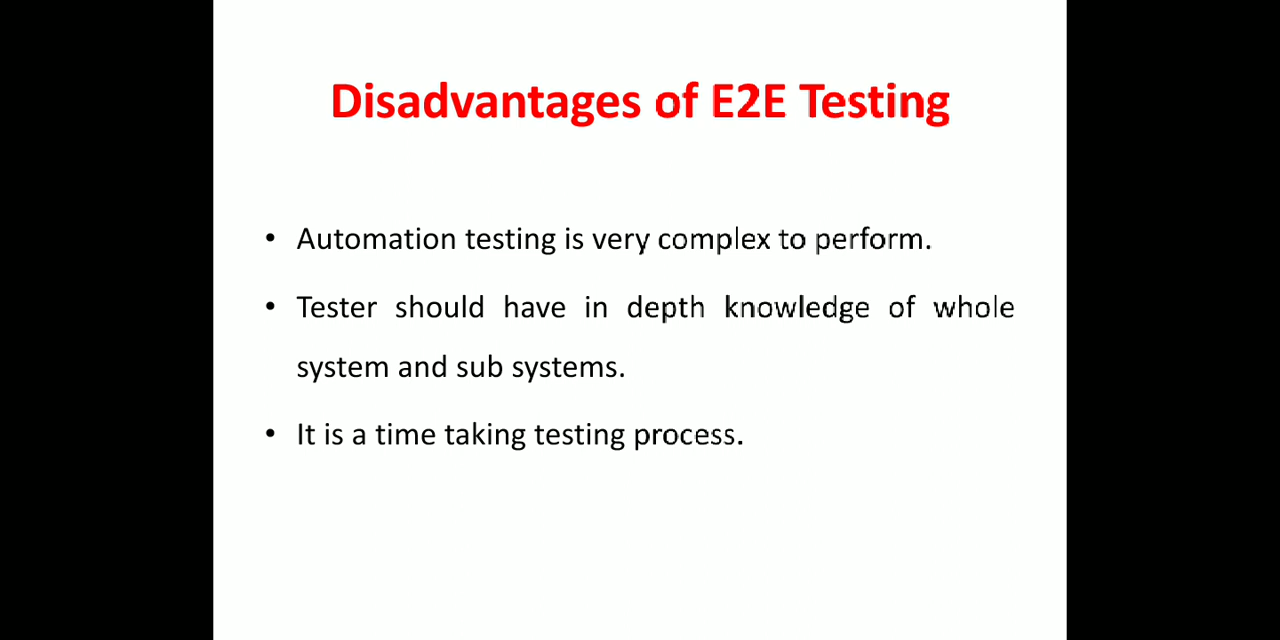 Disadvantages of E2E Testing
• Automation testing is very complex to perform.
• Tester should have in depth knowledge of whole
system and sub systems.
• It is a time taking testing process.